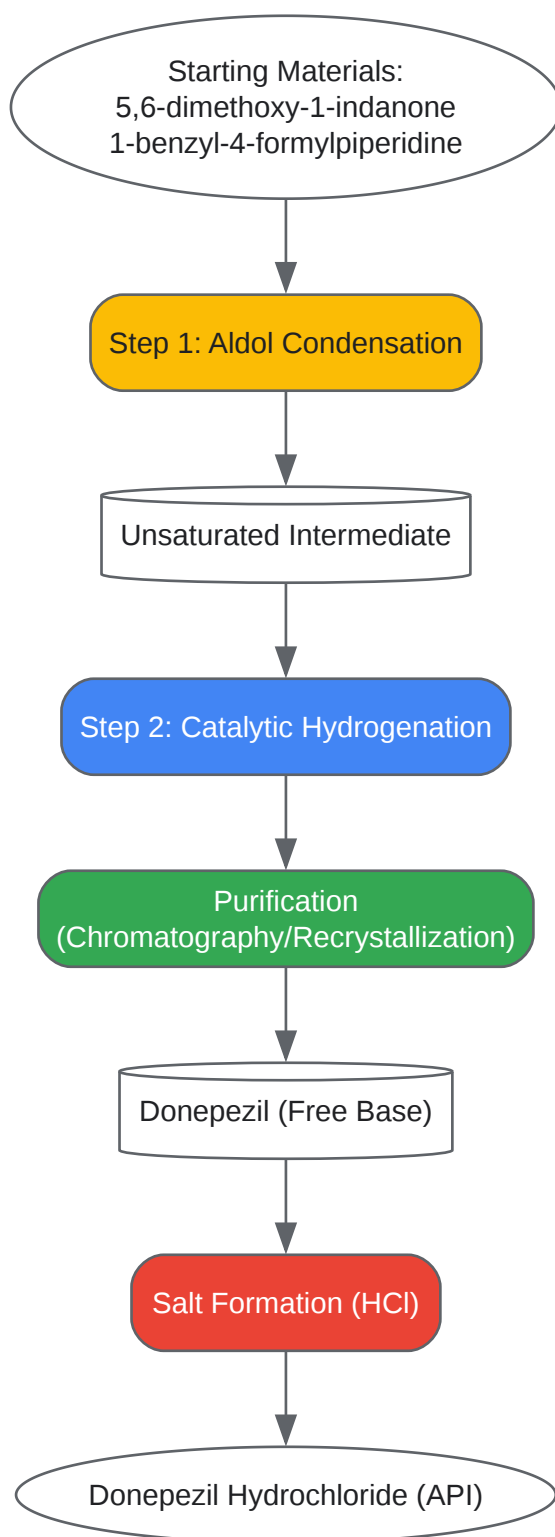 Starting Materials:
5,6-dimethoxy-1-indanone
1-benzyl-4-formylpiperidine
Step 1: Aldol Condensation
Unsaturated Intermediate
Step 2: Catalytic Hydrogenation
Purification
(Chromatography/Recrystallization)
Donepezil (Free Base)
Salt Formation (HCl)
Donepezil Hydrochloride (API)